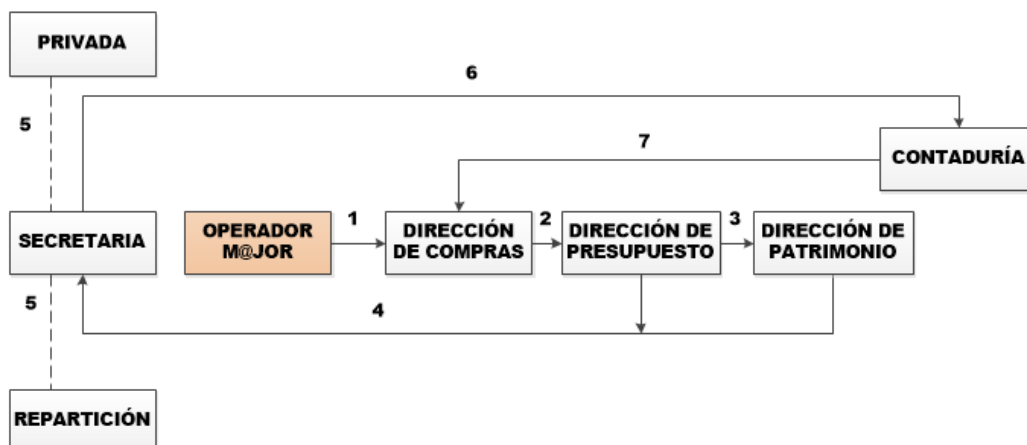 PRIVADA
6
5
7
CONTADURÍA
SECRETARIA
OPERADOR
M@JOR
1
DIRECCIÓN
DE COMPRAS
2
DIRECCIÓN DE
PRESUPUESTO
3
DIRECCIÓN DE
PATRIMONIO
5
4
REPARTICIÓN